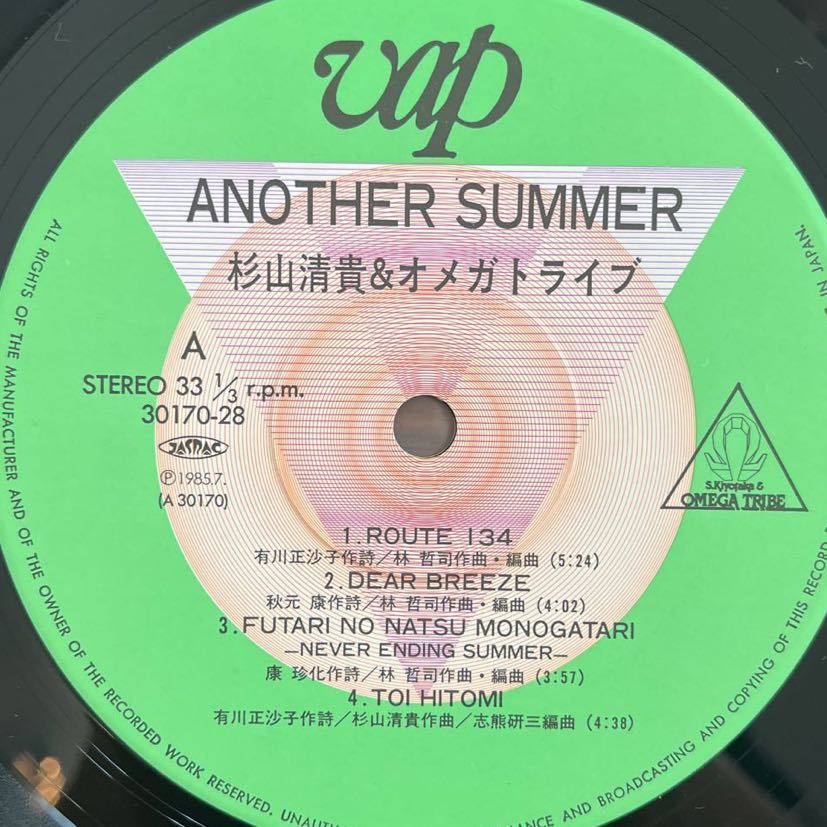 vap
ANOTHER SUMMER
杉山清貴&オメガトライブ
A
STEREO 33 1/3 r.p.m.
30170-28
JASRAC
Ⓟ1985.7.
(A 30170)
S.Kiyotaka &
OMEGA TRIBE
1.ROUTE 134
有川正沙子作詩/林 哲司作曲・編曲 (5:24)
2.DEAR BREEZE
秋元 康作詩/林 哲司作曲・編曲 (4:02)
3.FUTARI NO NATSU MONOGATARI
—NEVER ENDING SUMMER—
康 珍化作詩/林 哲司作曲・編曲 (3:57)
4.TOI HITOMI
有川正沙子作詩/杉山清貴作曲/志熊研三編曲 (4:38)
ALL RIGHTS OF THE MANUFACTURER AND OF THE OWNER OF THE RECORDED WORK RESERVED. UNAUTH
ANCE AND BROADCASTING AND COPYING OF THIS RECORD
IN JAPAN.